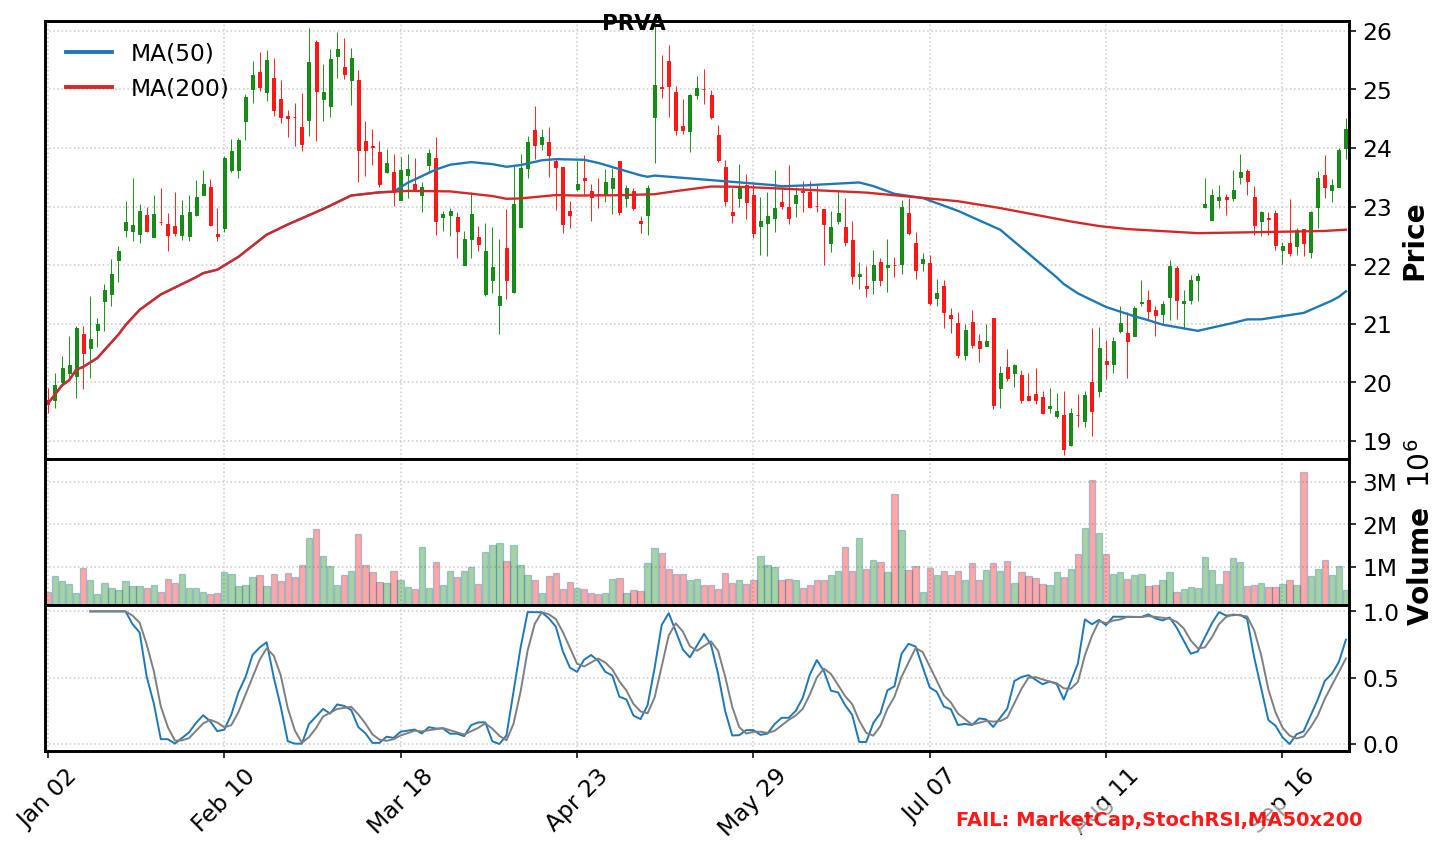 PRVA
MA(50)
MA(200)
26
25
24
23
22
21
20
19
Price
3M
2M
1M
Volume 10^6
1.0
0.5
0.0
Jan 02
Feb 10
Mar 18
Apr 23
May 29
Jul 07
Aug 11
Sep 16
FAIL: MarketCap,StochRSI,MA50x200